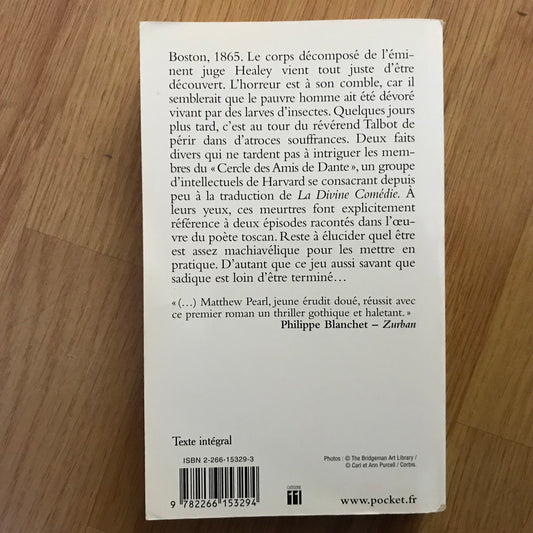 Boston, 1865. Le corps décomposé de l'émi-
nent juge Healey vient tout juste d'être
découvert. L'horreur est à son comble, car il
semblerait que le pauvre homme ait été dévoré
vivant par des larves d'insectes. Quelques jours
plus tard, c'est au tour du révérend Talbot de
périr dans d'atroces souffrances. Deux faits
divers qui ne tardent pas à intriguer les mem-
bres du « Cercle des Amis de Dante », un groupe
d'intellectuels de Harvard se consacrant depuis
peu à la traduction de La Divine Comédie. À
leurs yeux, ces meurtres font explicitement
référence à deux épisodes racontés dans l'œu-
vre du poète toscan. Reste à élucider quel être
est assez machiavélique pour les mettre en
pratique. D'autant que ce jeu aussi savant que
sadique est loin d'être terminé…
« (…) Matthew Pearl, jeune érudit doué, réussit avec
ce premier roman un thriller gothique et haletant. »
Philippe Blanchet – Zurban
Texte intégral
ISBN 2-266-15329-3
9 782266 153294
Photos : © The Bridgeman Art Library /
© Carl et Ann Purcell / Corbis.
www.pocket.fr